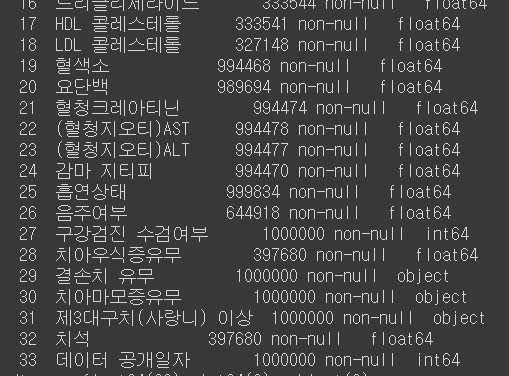 16 트리글리세라이드 333544 non-null float64
17 HDL 콜레스테롤 333541 non-null float64
18 LDL 콜레스테롤 327148 non-null float64
19 혈색소 994468 non-null float64
20 요단백 989694 non-null float64
21 혈청크레아티닌 994474 non-null float64
22 (혈청지오티)AST 994478 non-null float64
23 (혈청지오티)ALT 994477 non-null float64
24 감마 지티피 994470 non-null float64
25 흡연상태 999834 non-null float64
26 음주여부 644918 non-null float64
27 구강검진 수검여부 1000000 non-null int64
28 치아우식증유무 397680 non-null float64
29 결손치 유무 1000000 non-null object
30 치아마모증유무 1000000 non-null object
31 제3대구치(사랑니) 이상 1000000 non-null object
32 치석 397680 non-null float64
33 데이터 공개일자 1000000 non-null int64